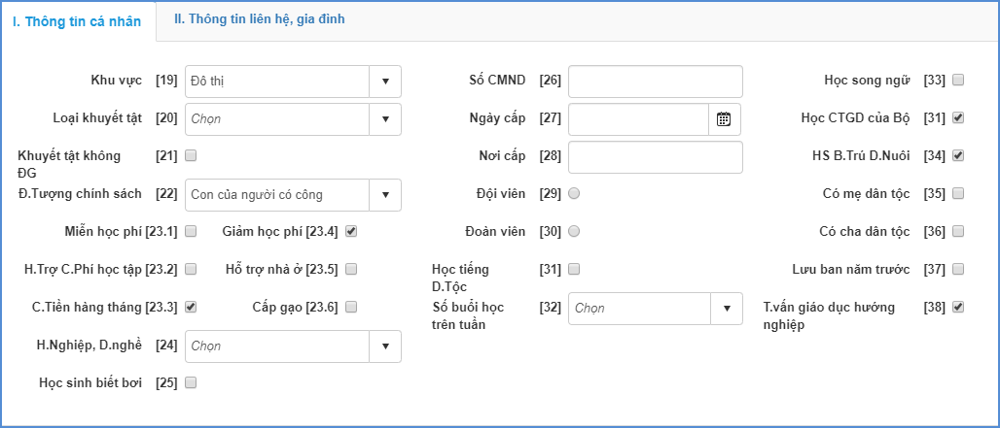 I. Thông tin cá nhân
II. Thông tin liên hệ, gia đình
Khu vực [19] Đô thị
Số CMND [26]
Học song ngữ [33]
Loại khuyết tật [20] Chọn
Ngày cấp [27]
Học CTGD của Bộ [31]
Khuyết tật không
ĐG
[21]
Nơi cấp [28]
HS B.Trú D.Nuôi [34]
Đ.Tượng chính sách [22] Con của người có công
Đội viên [29]
Có mẹ dân tộc [35]
Miễn học phí [23.1]
Giảm học phí [23.4]
Đoàn viên [30]
Có cha dân tộc [36]
H.Trợ C.Phí học tập [23.2]
Hỗ trợ nhà ở [23.5]
Học tiếng
D.Tộc
[31]
Lưu ban năm trước [37]
C.Tiền hàng tháng [23.3]
Cấp gạo [23.6]
Số buổi học
trên tuần
[32] Chọn
T.vấn giáo dục hướng
nghiệp
[38]
H.Nghiệp, D.nghề [24] Chọn
Học sinh biết bơi [25]